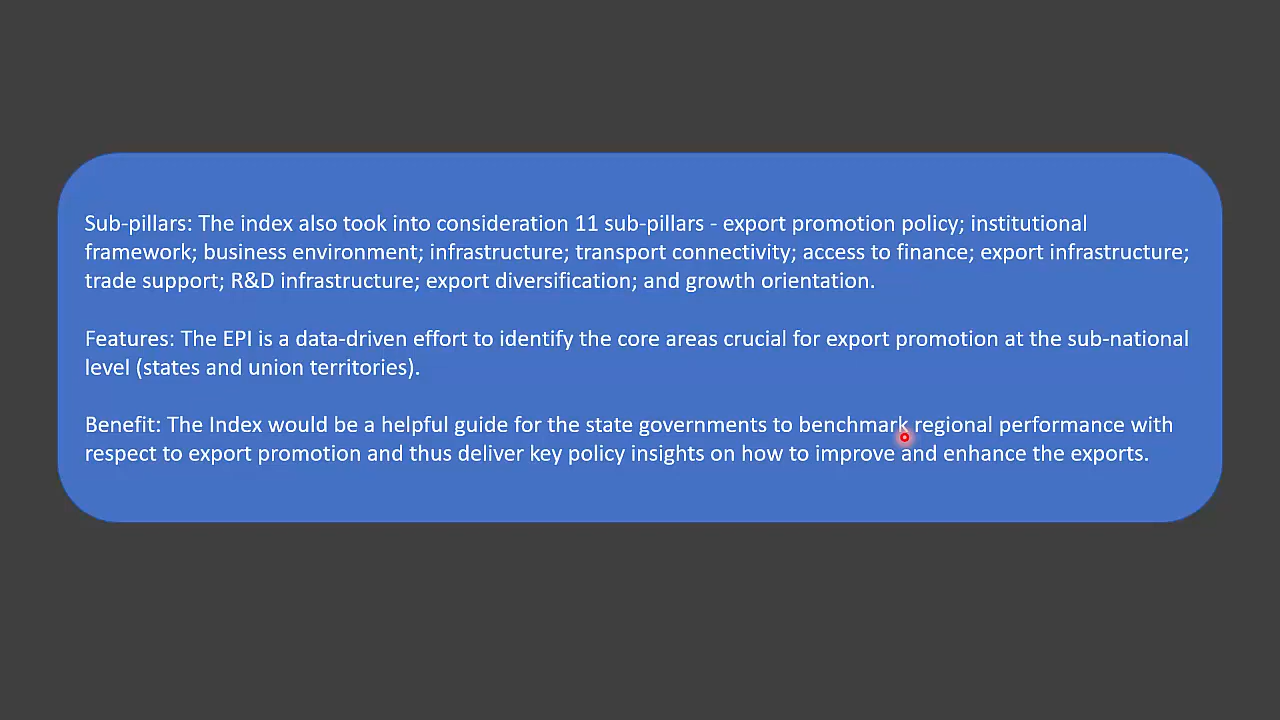 Sub-pillars: The index also took into consideration 11 sub-pillars - export promotion policy; institutional
framework; business environment; infrastructure; transport connectivity; access to finance; export infrastructure;
trade support; R&D infrastructure; export diversification; and growth orientation.
Features: The EPI is a data-driven effort to identify the core areas crucial for export promotion at the sub-national
level (states and union territories).
Benefit: The Index would be a helpful guide for the state governments to benchmark regional performance with
respect to export promotion and thus deliver key policy insights on how to improve and enhance the exports.